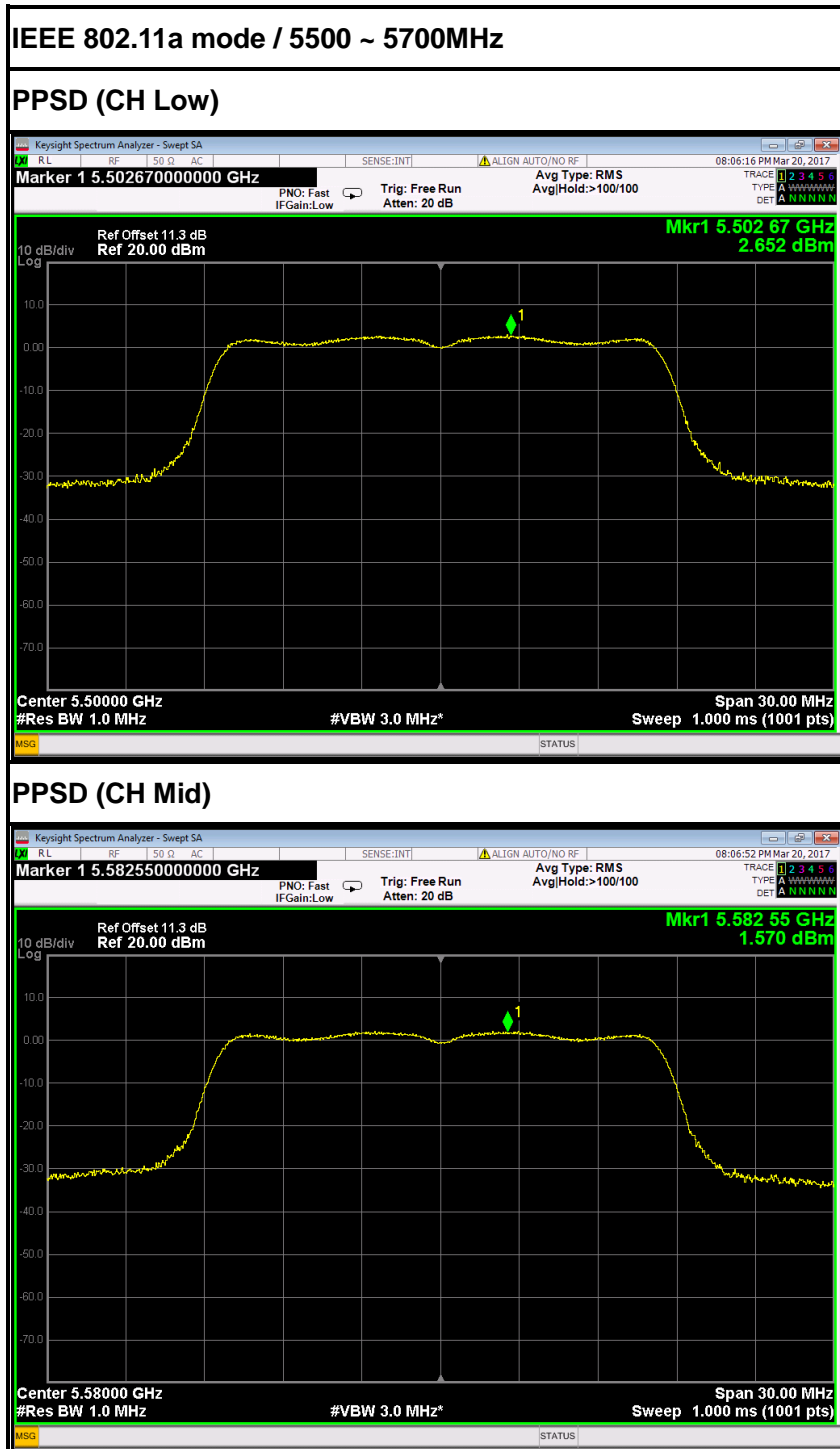 IEEE 802.11a mode / 5500 ~ 5700MHz
PPSD (CH Low)
Keysight Spectrum Analyzer - Swept SA
LXI RL RF 50 Ω AC SENSE:INT ALIGN AUTO/NO RF 08:06:16 PM Mar 20, 2017
Marker 1 5.502670000000 GHz
PNO: Fast
IFGain:Low
Trig: Free Run
Atten: 20 dB
Avg Type: RMS
Avg|Hold:>100/100
TRACE 1 2 3 4 5 6
TYPE A WWWWW
DET A N N N N N
Mkr1 5.502 67 GHz
2.652 dBm
Ref Offset 11.3 dB
10 dB/div Ref 20.00 dBm
Log
10.0
0.00
-10.0
-20.0
-30.0
-40.0
-50.0
-60.0
-70.0
1
Center 5.50000 GHz Span 30.00 MHz
#Res BW 1.0 MHz #VBW 3.0 MHz* Sweep 1.000 ms (1001 pts)
MSG STATUS
PPSD (CH Mid)
Keysight Spectrum Analyzer - Swept SA
LXI RL RF 50 Ω AC SENSE:INT ALIGN AUTO/NO RF 08:06:52 PM Mar 20, 2017
Marker 1 5.582550000000 GHz
PNO: Fast
IFGain:Low
Trig: Free Run
Atten: 20 dB
Avg Type: RMS
Avg|Hold:>100/100
TRACE 1 2 3 4 5 6
TYPE A WWWWW
DET A N N N N N
Mkr1 5.582 55 GHz
1.570 dBm
Ref Offset 11.3 dB
10 dB/div Ref 20.00 dBm
Log
10.0
0.00
-10.0
-20.0
-30.0
-40.0
-50.0
-60.0
-70.0
1
Center 5.58000 GHz Span 30.00 MHz
#Res BW 1.0 MHz #VBW 3.0 MHz* Sweep 1.000 ms (1001 pts)
MSG STATUS